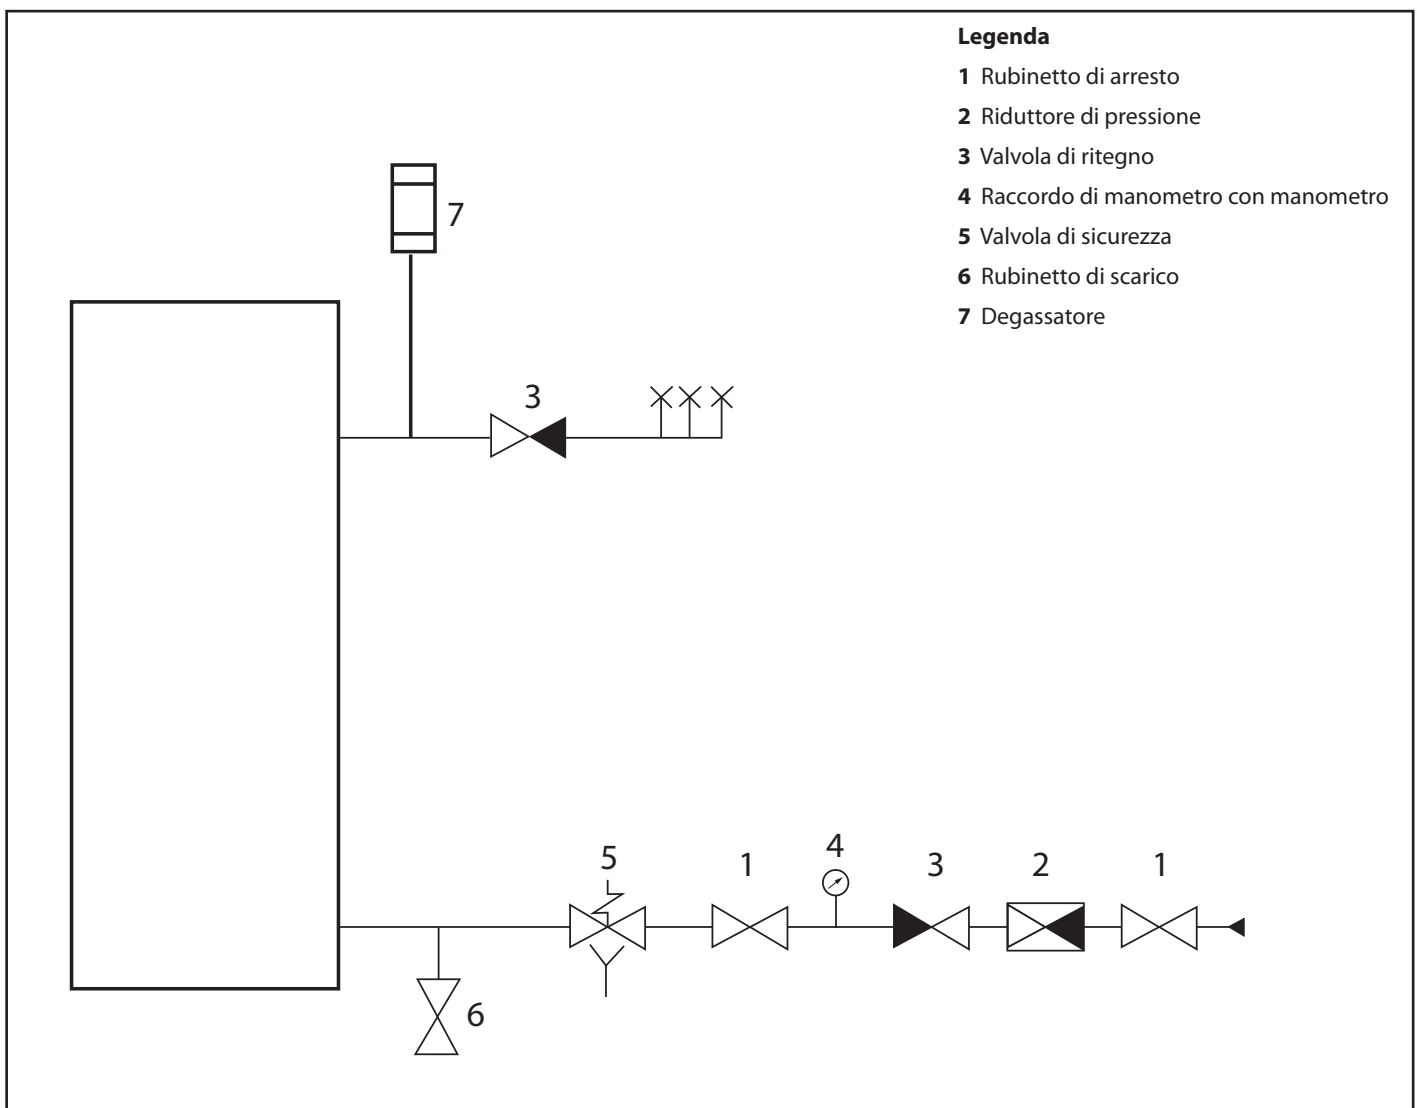 Legenda
1 Rubinetto di arresto
2 Riduttore di pressione
3 Valvola di ritegno
4 Raccordo di manometro con manometro
5 Valvola di sicurezza
6 Rubinetto di scarico
7 Degassatore
7
3
5
1
4
3
2
1
6